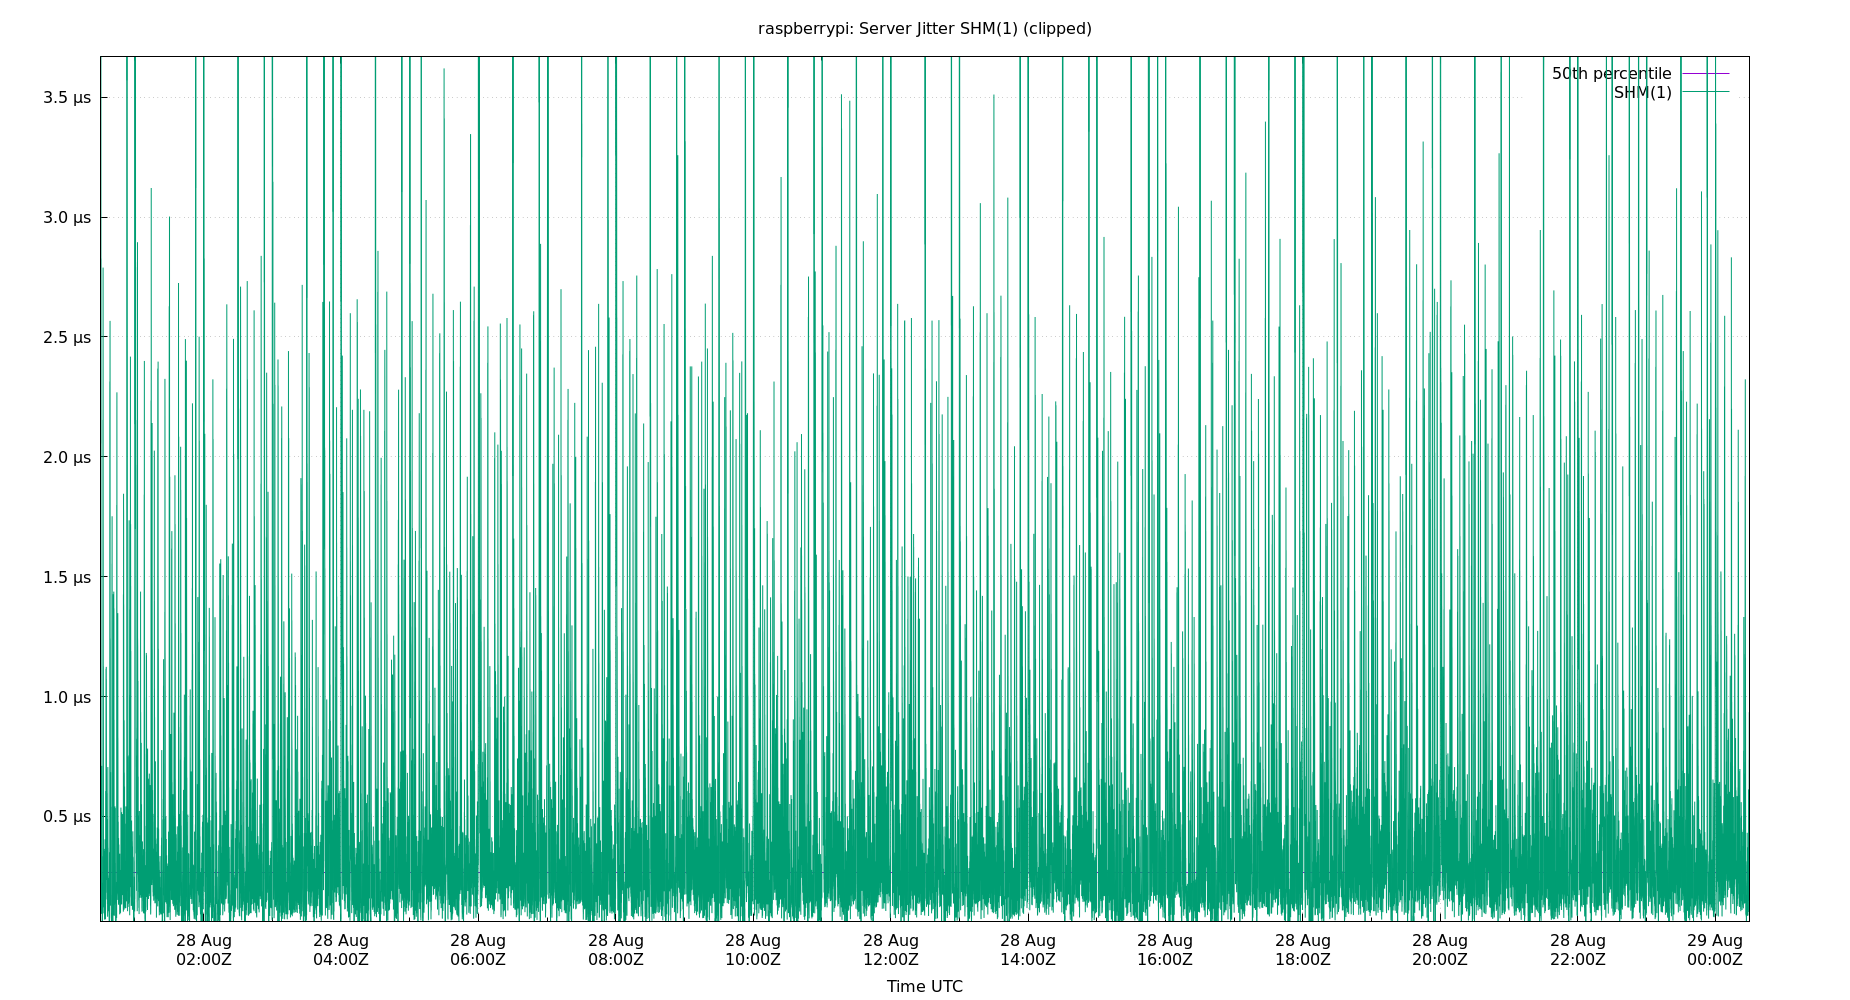 raspberrypi: Server Jitter SHM(1) (clipped)
50th percentile
SHM(1)
3.5 µs
3.0 µs
2.5 µs
2.0 µs
1.5 µs
1.0 µs
0.5 µs
28 Aug 28 Aug 28 Aug 28 Aug 28 Aug 28 Aug 28 Aug 28 Aug 28 Aug 28 Aug 28 Aug 29 Aug
02:00Z 04:00Z 06:00Z 08:00Z 10:00Z 12:00Z 14:00Z 16:00Z 18:00Z 20:00Z 22:00Z 00:00Z
Time UTC